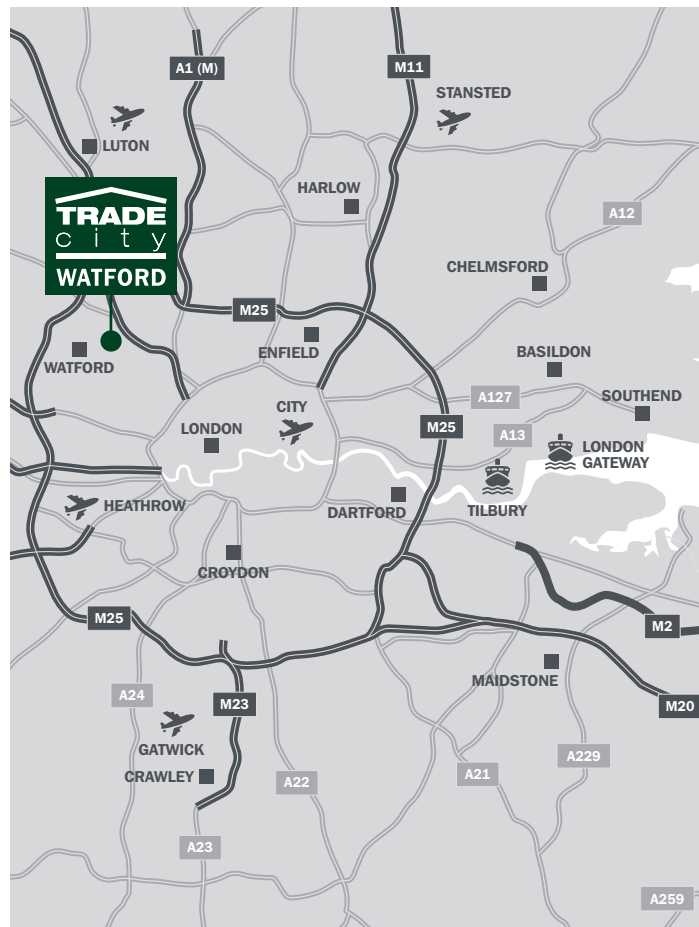 A1 (M)
M11
STANSTED
LUTON
HARLOW
TRADE
city
WATFORD
A12
CHELMSFORD
M25
ENFIELD
WATFORD
BASILDON
A127
SOUTHEND
CITY
M25
LONDON
A13
LONDON
GATEWAY
HEATHROW
DARTFORD
TILBURY
CROYDON
M25
M2
MAIDSTONE
A24
M23
M20
GATWICK
CRAWLEY
A22
A21
A229
A23
A259